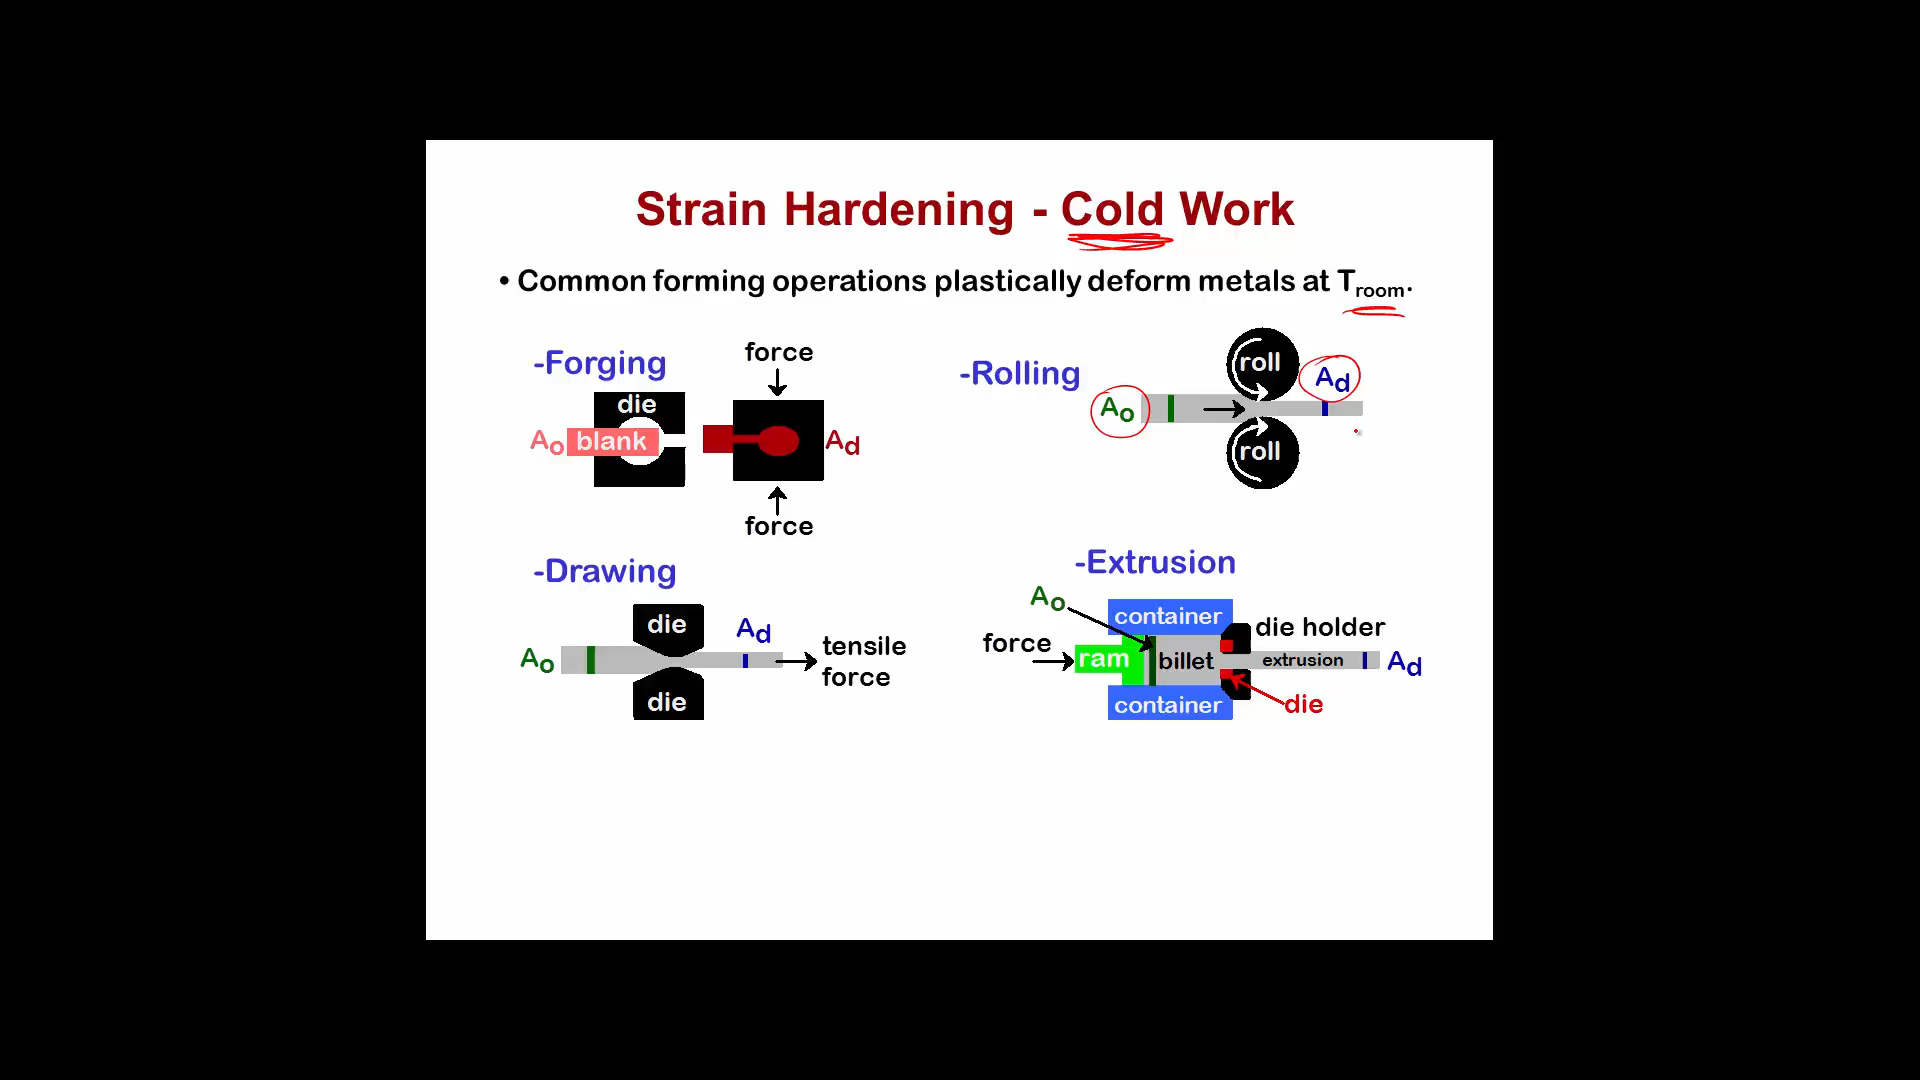 Strain Hardening - Cold Work
• Common forming operations plastically deform metals at Troom.
-Forging
force
die
Ao blank
Ad
force
-Rolling
roll
Ao
Ad
roll
-Drawing
die
Ad
Ao
tensile
force
die
-Extrusion
Ao
container
die holder
force
ram
billet
extrusion
Ad
container
die